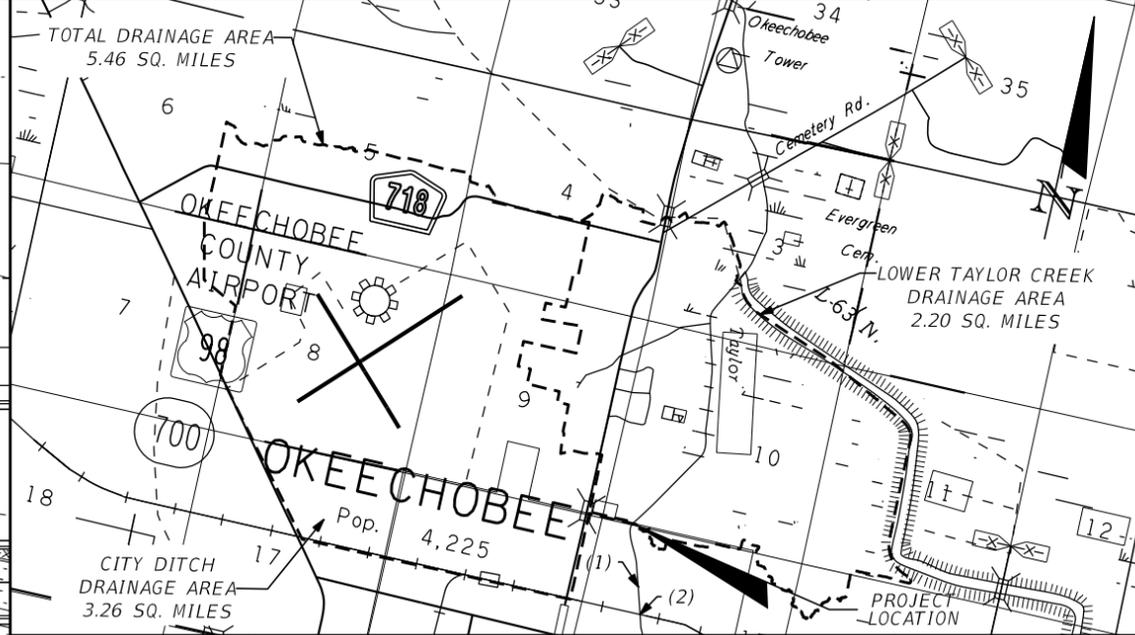 34
35
TOTAL DRAINAGE AREA
5.46 SQ. MILES
Okeechobee
Tower
Cemetery Rd.
6
5
4
718
N
OKEECHOBEE
COUNTY
AIRPORT
Evergreen
Cem.
3
LOWER TAYLOR CREEK
DRAINAGE AREA
2.20 SQ. MILES
L-63 N.
7
98
8
Taylor
9
700
10
OKEECHOBEE
Pop.
4,225
11
12
18
17
CITY DITCH
DRAINAGE AREA
3.26 SQ. MILES
(1)
(2)
PROJECT
LOCATION